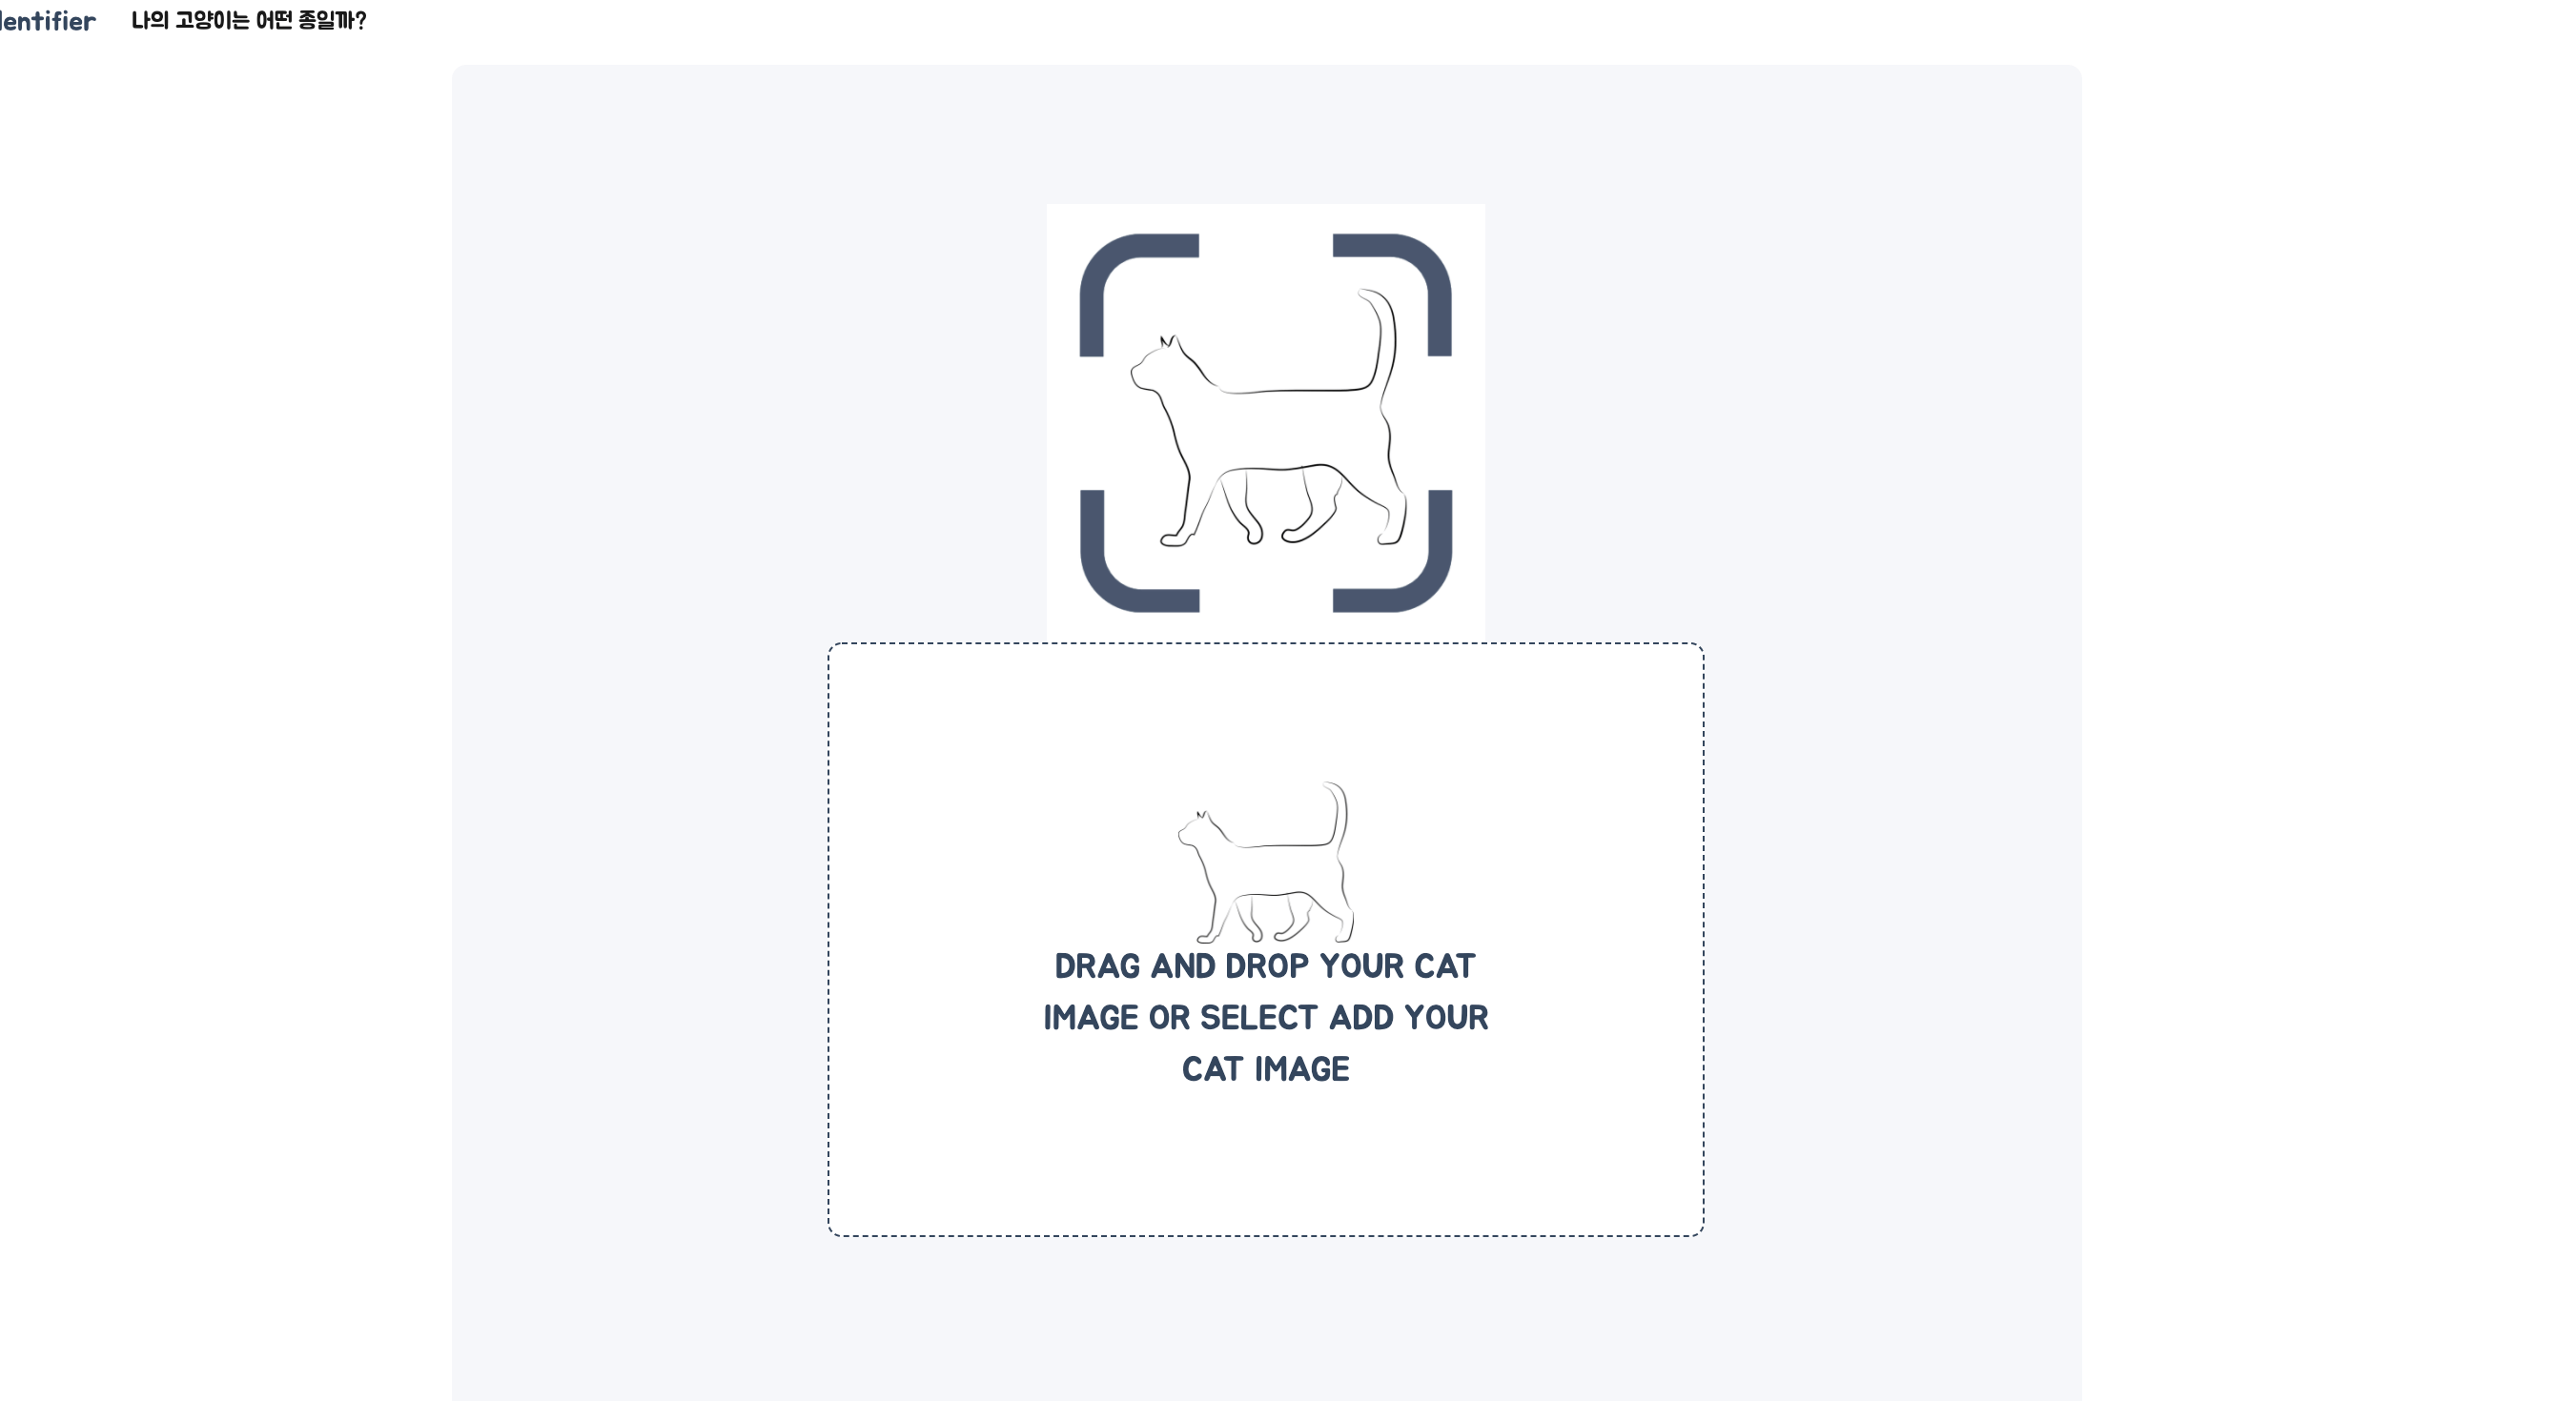 나의 고양이는 어떤 종일까?
DRAG AND DROP YOUR CAT
IMAGE OR SELECT ADD YOUR
CAT IMAGE